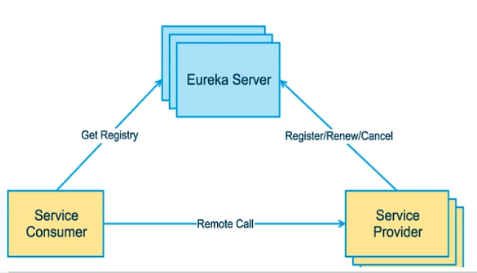 Eureka Server
Get Registry
Register/Renew/Cancel
Service
Consumer
Remote Call
Service
Provider